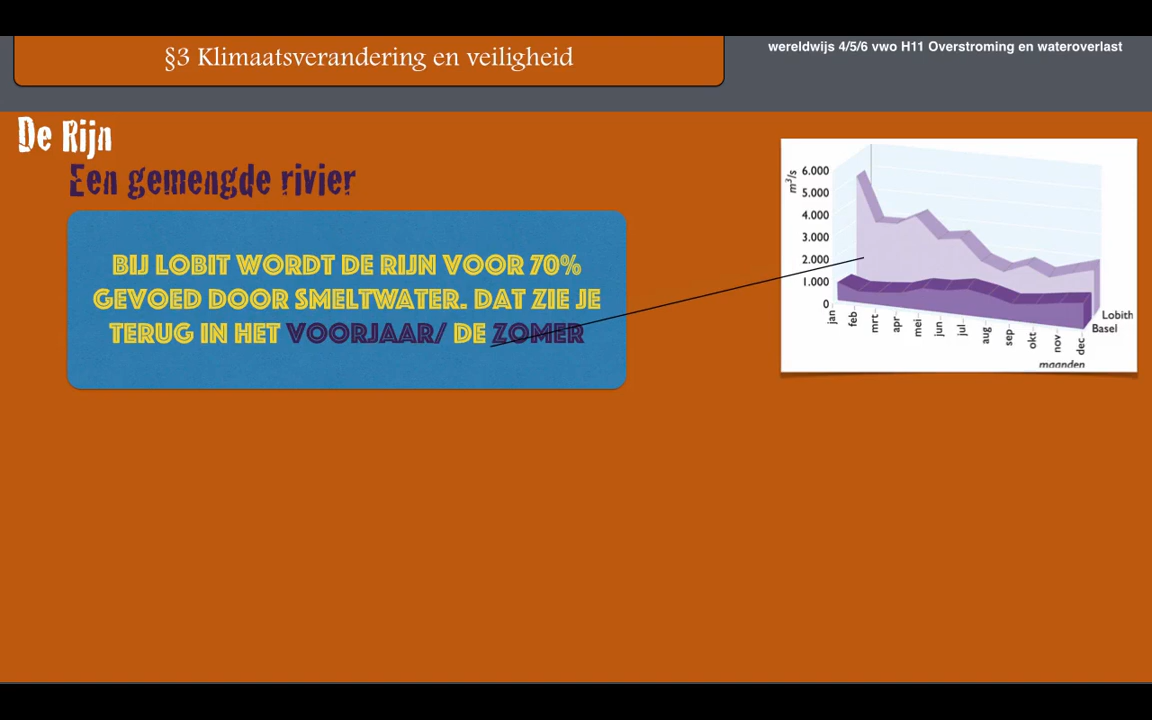 §3 Klimaatsverandering en veiligheid
wereldwijs 4/5/6 vwo H11 Overstroming en wateroverlast
De Rijn
Een gemengde rivier
BIJ LOBIT WORDT DE RIJN VOOR 70%
GEVOED DOOR SMELTWATER. DAT ZIE JE
TERUG IN HET VOORJAAR/ DE ZOMER
m³/s
6.000
5.000
4.000
3.000
2.000
1.000
0
jan
feb
mrt
apr
mei
jun
jul
aug
sep
okt
nov
dec
Lobith
Basel
maanden